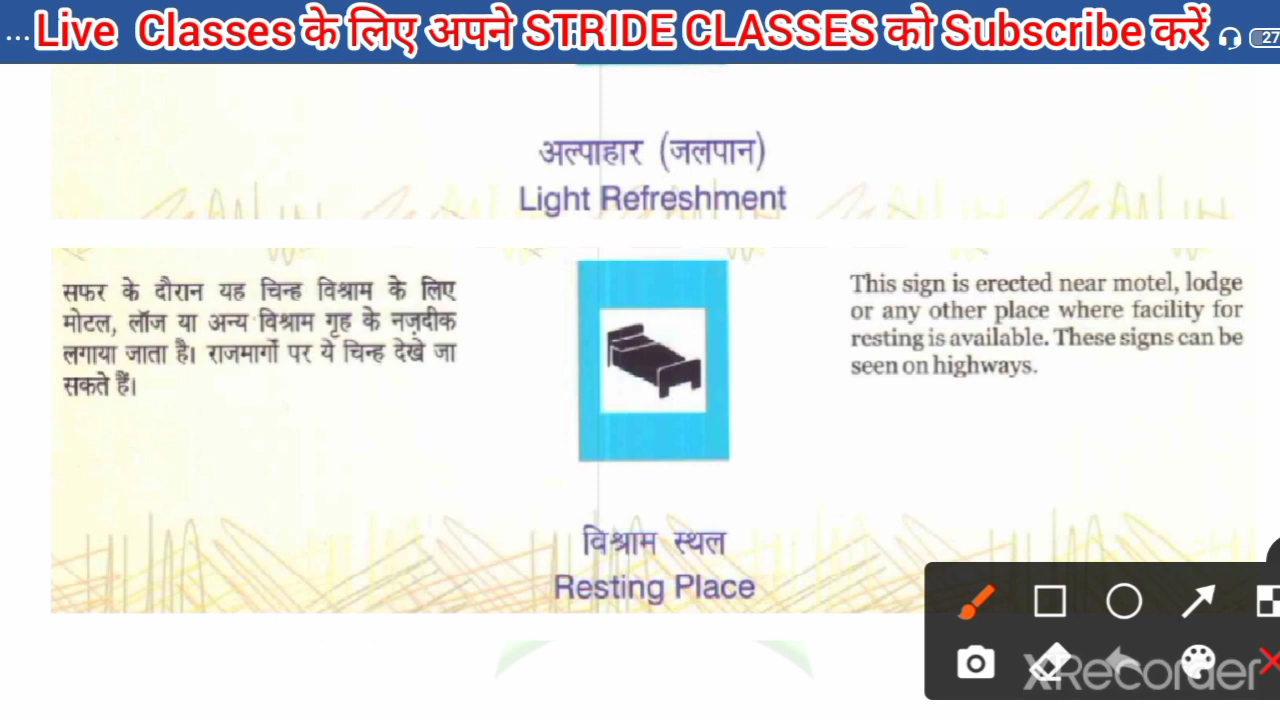 ... Live Classes के लिए अपने STRIDE CLASSES को Subscribe करें 27
अल्पाहार (जलपान)
Light Refreshment
सफर के दौरान यह चिन्ह विश्राम के लिए
मोटल, लॉज या अन्य विश्राम गृह के नज़दीक
लगाया जाता है। राजमार्गों पर ये चिन्ह देखे जा
सकते हैं।
This sign is erected near motel, lodge
or any other place where facility for
resting is available. These signs can be
seen on highways.
विश्राम स्थल
Resting Place
XRecorder